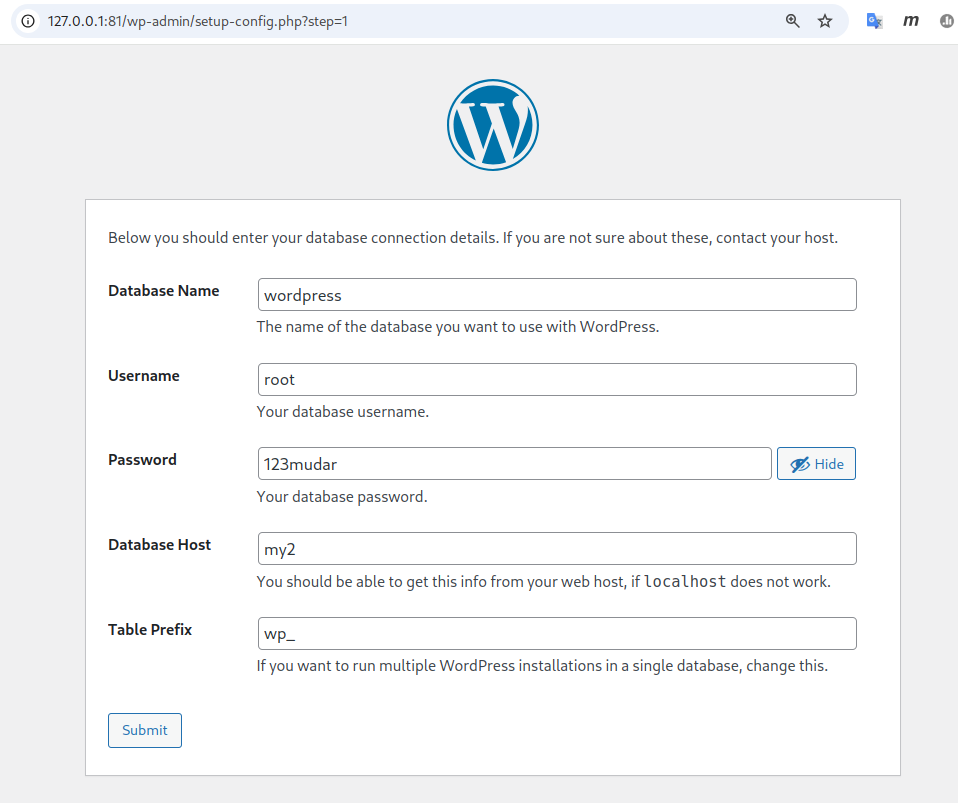 127.0.0.1:81/wp-admin/setup-config.php?step=1
m
Below you should enter your database connection details. If you are not sure about these, contact your host.
Database Name
wordpress
The name of the database you want to use with WordPress.
Username
root
Your database username.
Password
123mudar
Hide
Your database password.
Database Host
my2
You should be able to get this info from your web host, if localhost does not work.
Table Prefix
wp_
If you want to run multiple WordPress installations in a single database, change this.
Submit